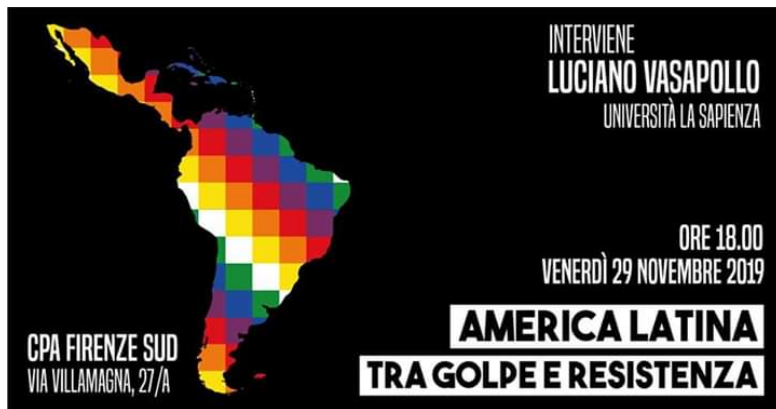 INTERVIENE
LUCIANO VASAPOLLO
UNIVERSITÀ LA SAPIENZA
ORE 18.00
VENERDÌ 29 NOVEMBRE 2019
AMERICA LATINA
TRA GOLPE E RESISTENZA
CPA FIRENZE SUD
VIA VILLAMAGNA, 27/A